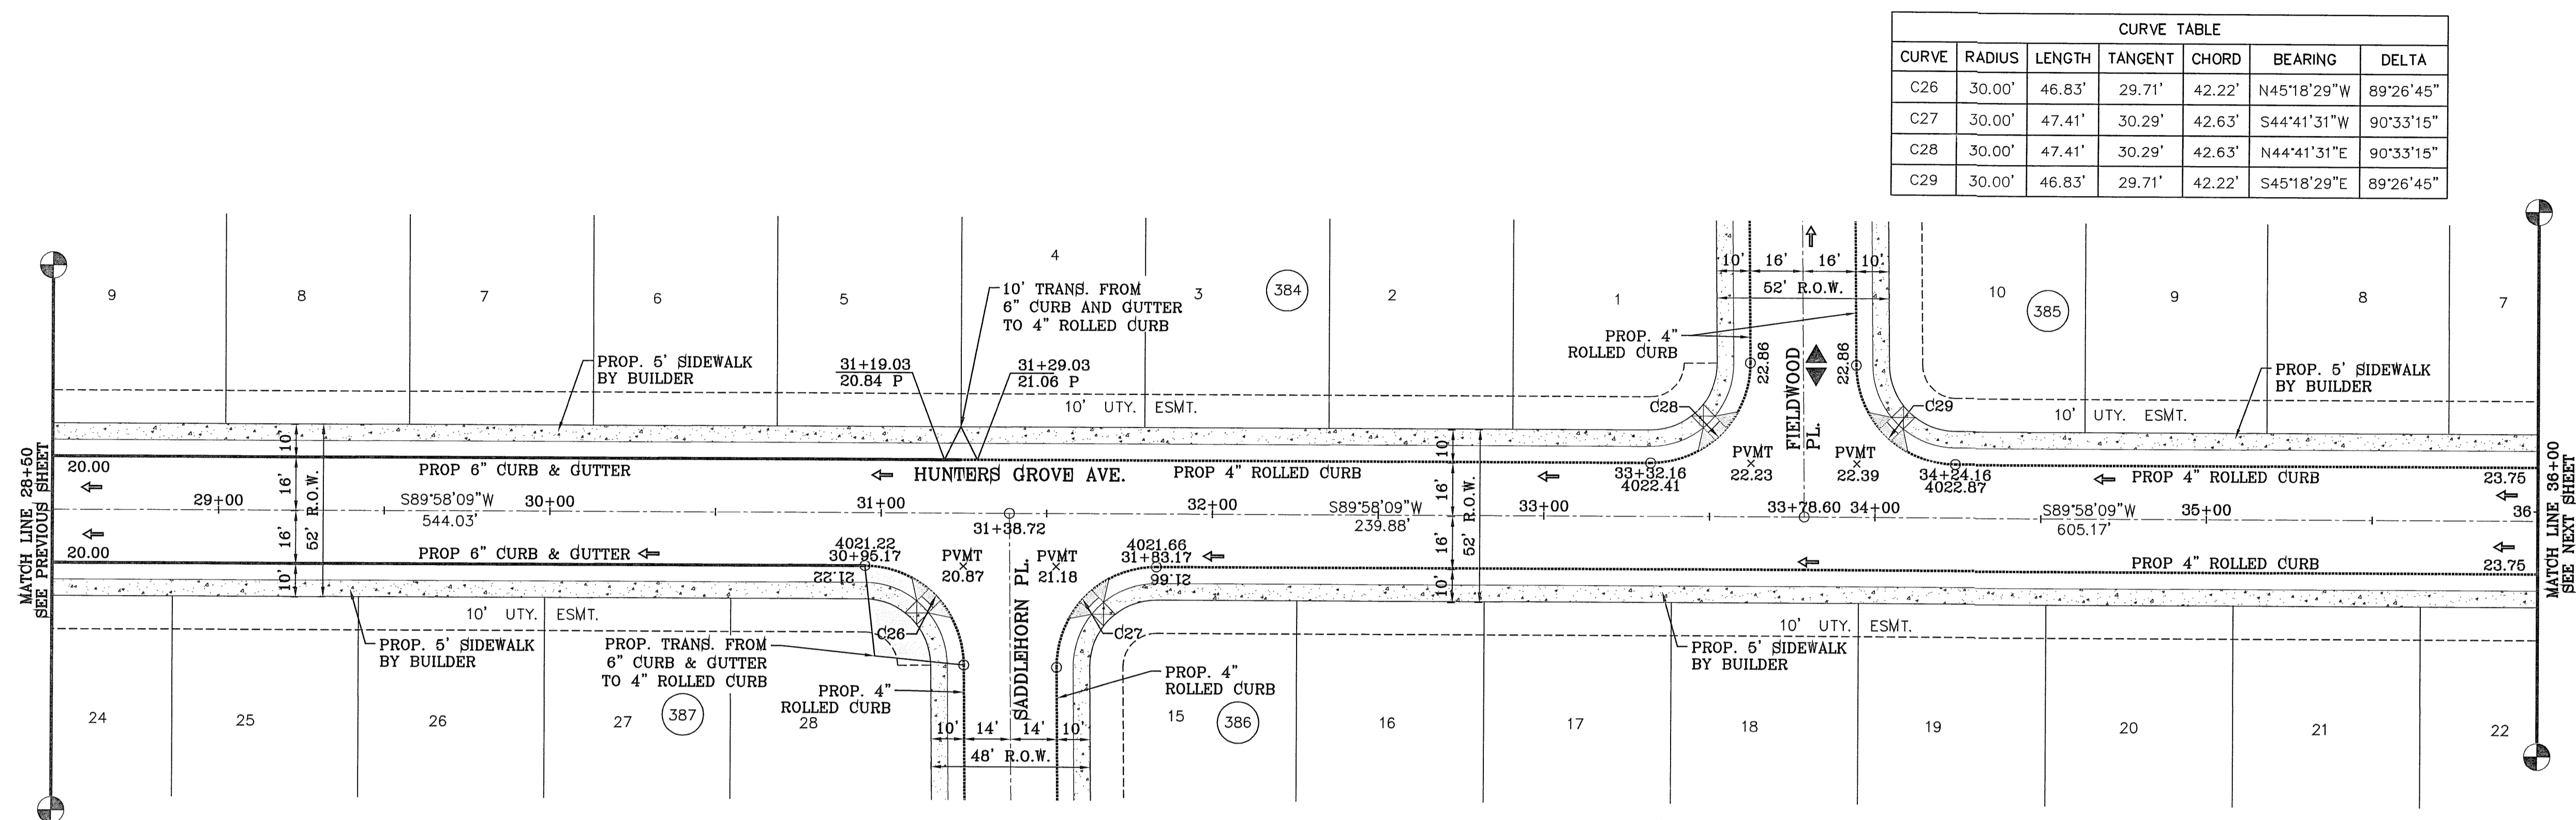 CURVE TABLE
CURVE RADIUS LENGTH TANGENT CHORD BEARING DELTA
C26 30.00' 46.83' 29.71' 42.22' N45°18'29"W 89°26'45"
C27 30.00' 47.41' 30.29' 42.63' S44°41'31"W 90°33'15"
C28 30.00' 47.41' 30.29' 42.63' N44°41'31"E 90°33'15"
C29 30.00' 46.83' 29.71' 42.22' S45°18'29"E 89°26'45"
9
8
7
6
5
4
3
384
2
1
10
385
9
8
7
10' TRANS. FROM
6" CURB AND GUTTER
TO 4" ROLLED CURB
10' 16' 16' 10'
52' R.O.W.
PROP. 4"
ROLLED CURB
PROP. 5' SIDEWALK
BY BUILDER
31+19.03
20.84 P
31+29.03
21.06 P
22.86
FIELDWOOD
PL.
22.86
PROP. 5' SIDEWALK
BY BUILDER
10' UTY. ESMT.
C28
C29
10' UTY. ESMT.
MATCH LINE 28+50
SEE PREVIOUS SHEET
20.00
10'
16'
16'
10'
52' R.O.W.
PROP 6" CURB & GUTTER
HUNTERS GROVE AVE.
PROP 4" ROLLED CURB
10'
16'
16'
10'
52' R.O.W.
33+32.16
4022.41
PVMT
22.23
PVMT
22.39
34+24.16
4022.87
PROP 4" ROLLED CURB
23.75
29+00
S89°58'09"W
544.03'
30+00
31+00
31+38.72
32+00
S89°58'09"W
239.88'
33+00
33+78.60
34+00
S89°58'09"W
605.17'
35+00
36
MATCH LINE 36+00
SEE NEXT SHEET
20.00
PROP 6" CURB & GUTTER
4021.22
30+95.17
21.22
PVMT
20.87
PVMT
21.18
4021.66
31+83.17
21.66
PROP 4" ROLLED CURB
23.75
10' UTY. ESMT.
PROP. 5' SIDEWALK
BY BUILDER
PROP. TRANS. FROM
6" CURB & GUTTER
TO 4" ROLLED CURB
C26
C27
SADDLEHORN PL.
10' UTY. ESMT.
PROP. 5' SIDEWALK
BY BUILDER
PROP. 4"
ROLLED CURB
PROP. 4"
ROLLED CURB
24
25
26
27
387
28
10' 14' 14' 10'
48' R.O.W.
15
386
16
17
18
19
20
21
22